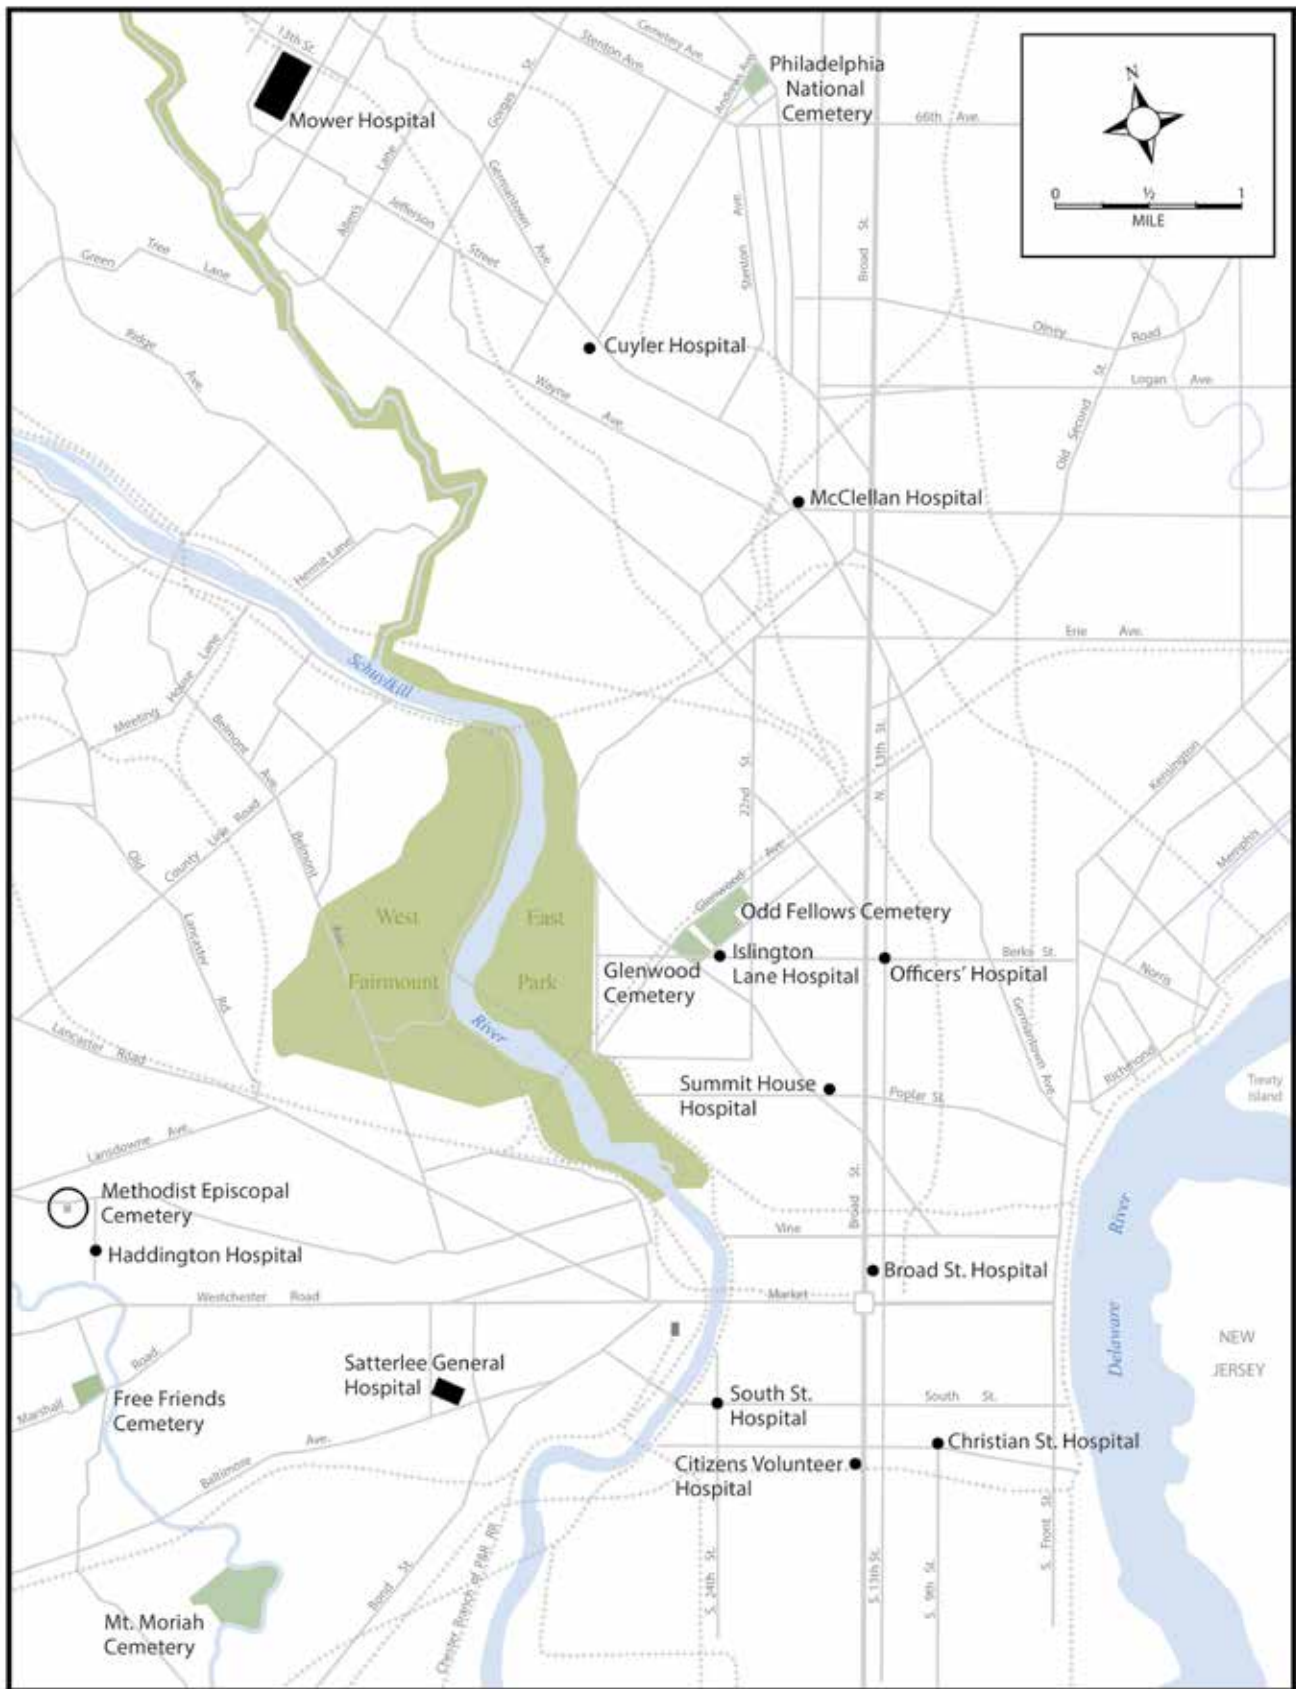 13th St.
Mower Hospital
Gorgas St.
Stenton Ave.
Cemetery Ave.
Andrews Ave.
Philadelphia
National
Cemetery
66th Ave.
N
0 ½ 1
MILE
Allen's Lane
Jefferson Street
Germantown Ave.
Stenton Ave.
Broad St.
Green Tree Lane
Ridge Ave.
Cuyler Hospital
Wayne Ave.
Olney Road
Logan Ave.
Old Second St.
McClellan Hospital
Hermit Lane
Schuylkill
Erie Ave.
Meeting House Lane
Belmont Ave.
County Line Road
Belmont Ave.
Old Lancaster Rd.
22nd St.
N. 13th St.
Kensington
Memphis
Glenwood Ave.
West
Fairmount
East
Park
River
Odd Fellows Cemetery
Glenwood
Cemetery
Islington
Lane Hospital
Officers' Hospital
Berks St.
Norris
Germantown Ave.
Richmond
Treaty
Island
Lancaster Road
Summit House
Hospital
Poplar St.
Lansdowne Ave.
Methodist Episcopal
Cemetery
Haddington Hospital
Broad St.
Vine
Broad St. Hospital
Delaware River
Westchester Road
Market
NEW
JERSEY
Satterlee General
Hospital
Marshall Road
Free Friends
Cemetery
South St.
Hospital
South St.
Christian St. Hospital
Citizens Volunteer
Hospital
Baltimore Ave.
Bond St.
Chester Branch of P&R RR
S. 24th St.
S. 13th St.
S. 9th St.
S. Front St.
Mt. Moriah
Cemetery